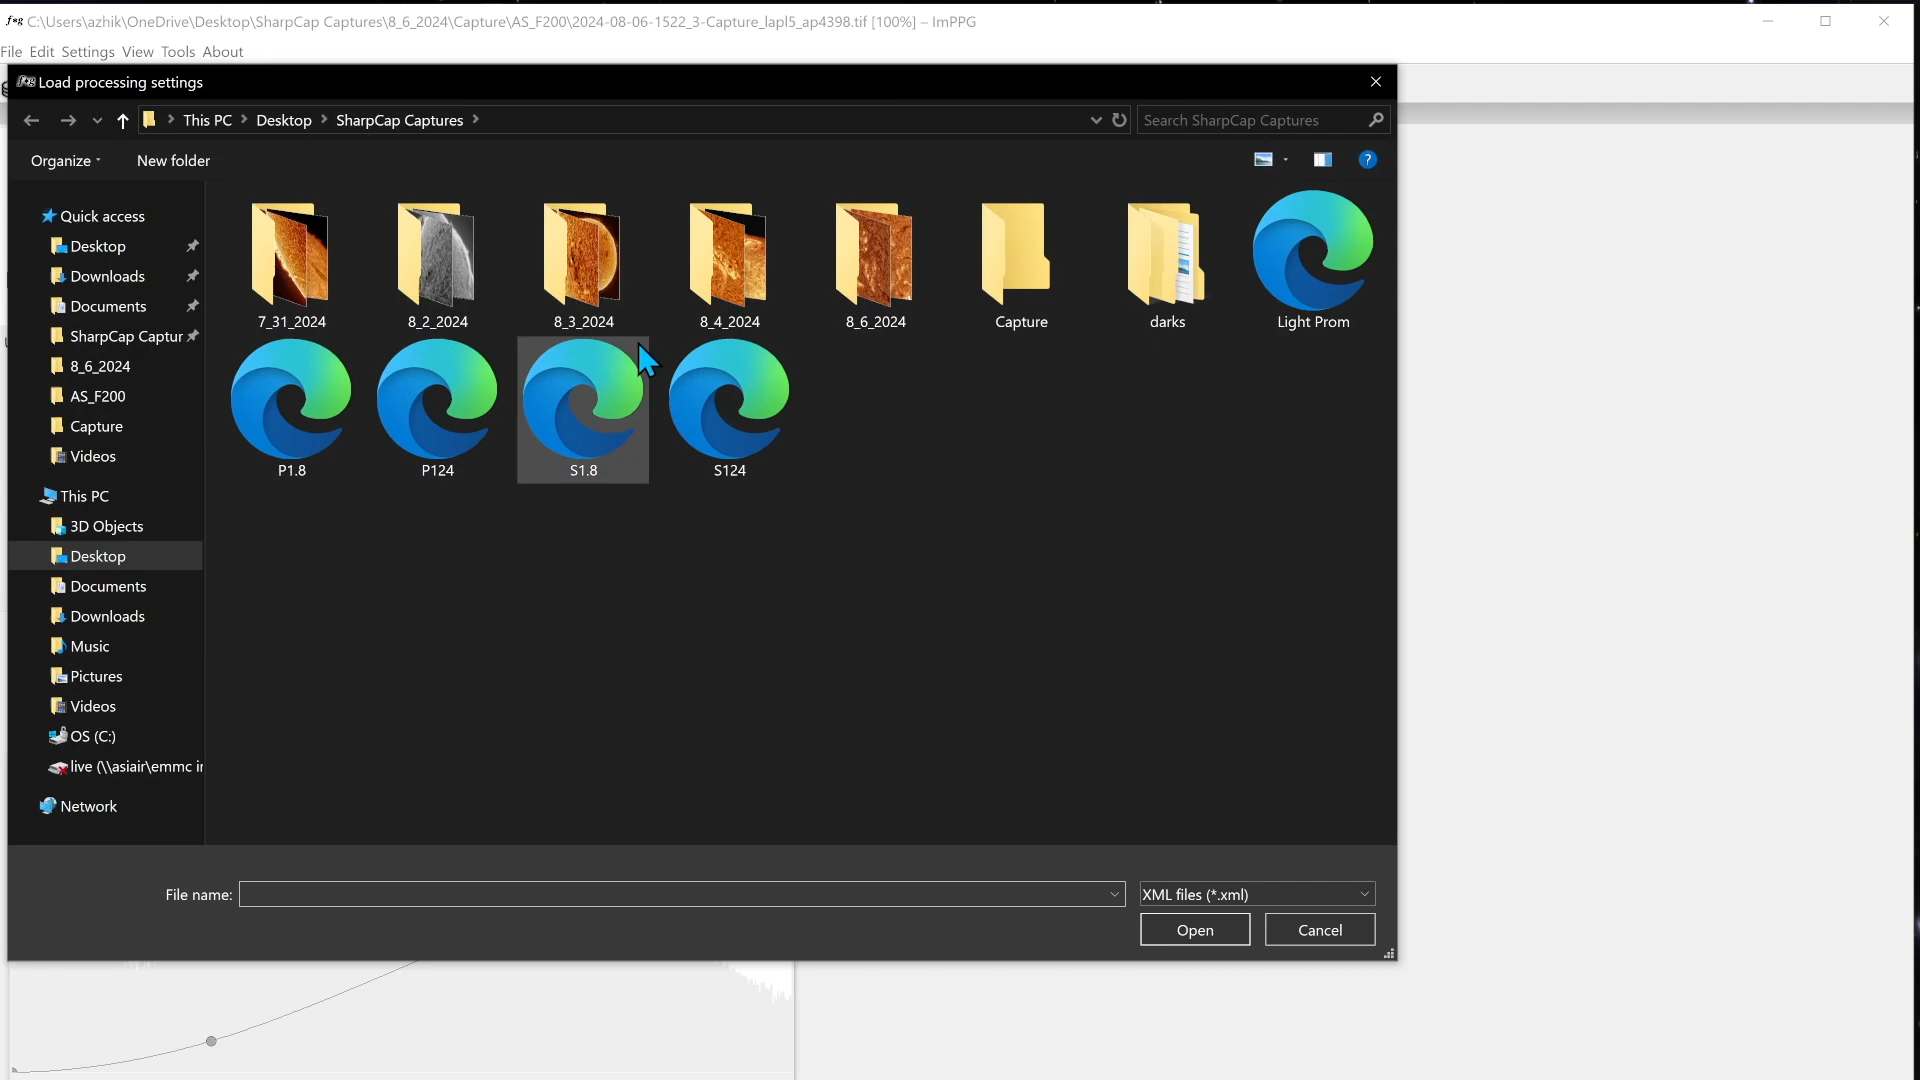 C:\Users\azhik\OneDrive\Desktop\SharpCap Captures\8_6_2024\Capture\AS_F200\2024-08-06-1522_3-Capture_lapl5_ap4398.tif [100%] – ImPPG
File Edit Settings View Tools About
Load processing settings
This PC Desktop SharpCap Captures
Search SharpCap Captures
Organize New folder
?
Quick access
Desktop
Downloads
Documents
SharpCap Captur
8_6_2024
AS_F200
Capture
Videos
This PC
3D Objects
Desktop
Documents
Downloads
Music
Pictures
Videos
OS (C:)
live (\\asiair\emmc ir
Network
7_31_2024 8_2_2024 8_3_2024 8_4_2024 8_6_2024 Capture darks Light Prom
P1.8 P124 S1.8 S124
File name:
XML files (*.xml)
Open Cancel